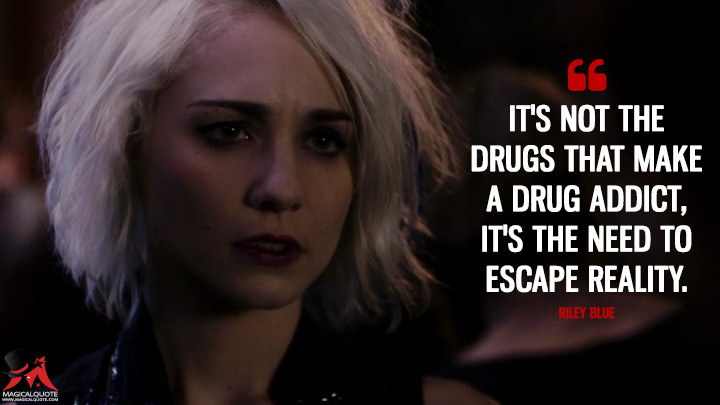 IT'S NOT THE
DRUGS THAT MAKE
A DRUG ADDICT,
IT'S THE NEED TO
ESCAPE REALITY.
RILEY BLUE
MAGICALQUOTE
WWW.MAGICALQUOTE.COM